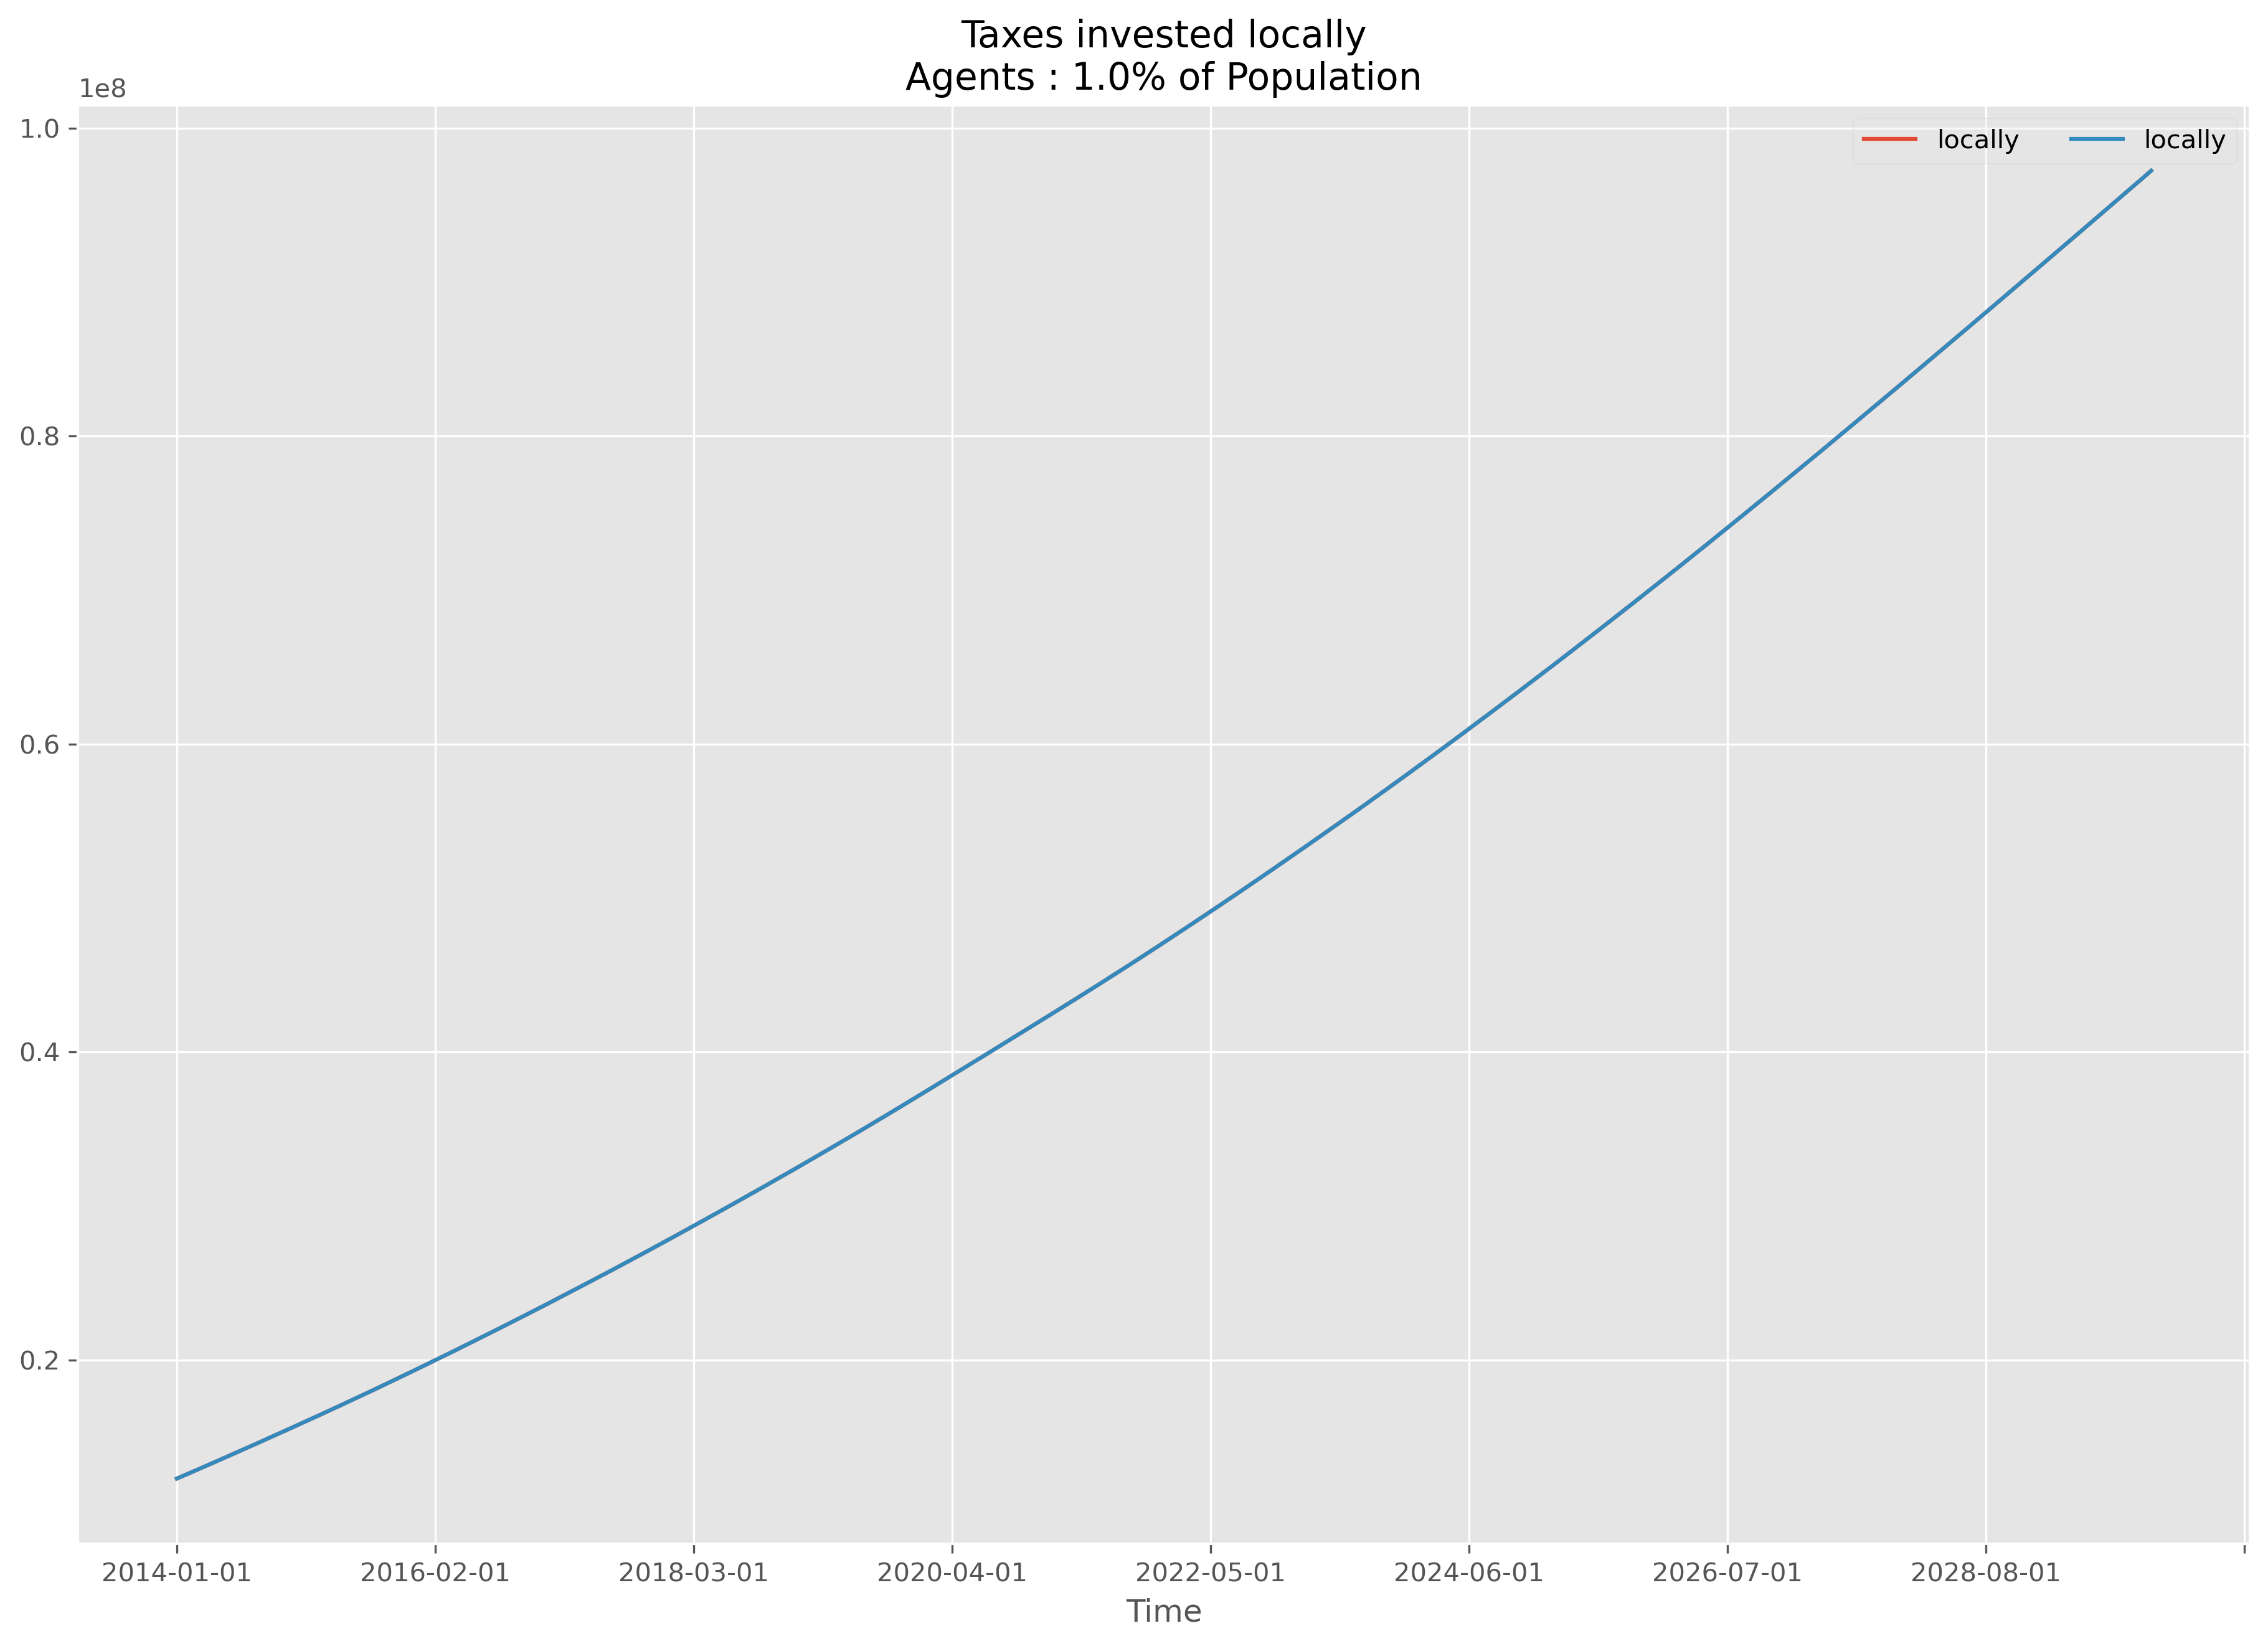 Taxes invested locally
Agents : 1.0% of Population
1e8
1.0
locally locally
0.8
0.6
0.4
0.2
2014-01-01 2016-02-01 2018-03-01 2020-04-01 2022-05-01 2024-06-01 2026-07-01 2028-08-01
Time